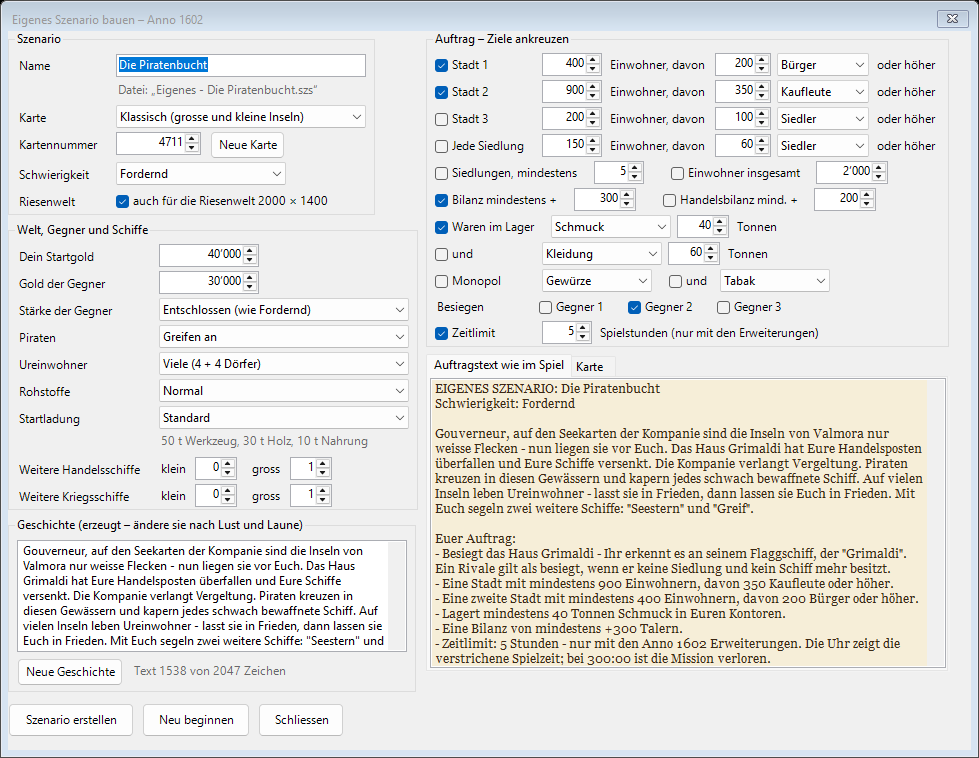 Eigenes Szenario bauen – Anno 1602
Szenario
Name Die Piratenbucht
Datei: „Eigenes - Die Piratenbucht.szs“
Karte Klassisch (grosse und kleine Inseln)
Kartennummer 4711 Neue Karte
Schwierigkeit Fordernd
Riesenwelt auch für die Riesenwelt 2000 × 1400
Welt, Gegner und Schiffe
Dein Startgold 40'000
Gold der Gegner 30'000
Stärke der Gegner Entschlossen (wie Fordernd)
Piraten Greifen an
Ureinwohner Viele (4 + 4 Dörfer)
Rohstoffe Normal
Startladung Standard
50 t Werkzeug, 30 t Holz, 10 t Nahrung
Weitere Handelsschiffe klein 0 gross 1
Weitere Kriegsschiffe klein 0 gross 1
Geschichte (erzeugt – ändere sie nach Lust und Laune)
Gouverneur, auf den Seekarten der Kompanie sind die Inseln von
Valmora nur weisse Flecken - nun liegen sie vor Euch. Das Haus
Grimaldi hat Eure Handelsposten überfallen und Eure Schiffe
versenkt. Die Kompanie verlangt Vergeltung. Piraten kreuzen in
diesen Gewässern und kapern jedes schwach bewaffnete Schiff. Auf
vielen Inseln leben Ureinwohner - lasst sie in Frieden, dann lassen sie
Euch in Frieden. Mit Euch segeln zwei weitere Schiffe: "Seestern" und
Neue Geschichte Text 1538 von 2047 Zeichen
Szenario erstellen Neu beginnen Schliessen
Auftrag – Ziele ankreuzen
Stadt 1 400 Einwohner, davon 200 Bürger oder höher
Stadt 2 900 Einwohner, davon 350 Kaufleute oder höher
Stadt 3 200 Einwohner, davon 100 Siedler oder höher
Jede Siedlung 150 Einwohner, davon 60 Siedler oder höher
Siedlungen, mindestens 5 Einwohner insgesamt 2'000
Bilanz mindestens + 300 Handelsbilanz mind. + 200
Waren im Lager Schmuck 40 Tonnen
und Kleidung 60 Tonnen
Monopol Gewürze und Tabak
Besiegen Gegner 1 Gegner 2 Gegner 3
Zeitlimit 5 Spielstunden (nur mit den Erweiterungen)
Auftragstext wie im Spiel Karte
EIGENES SZENARIO: Die Piratenbucht
Schwierigkeit: Fordernd
Gouverneur, auf den Seekarten der Kompanie sind die Inseln von Valmora nur
weisse Flecken - nun liegen sie vor Euch. Das Haus Grimaldi hat Eure Handelsposten
überfallen und Eure Schiffe versenkt. Die Kompanie verlangt Vergeltung. Piraten
kreuzen in diesen Gewässern und kapern jedes schwach bewaffnete Schiff. Auf vielen
Inseln leben Ureinwohner - lasst sie in Frieden, dann lassen sie Euch in Frieden. Mit
Euch segeln zwei weitere Schiffe: "Seestern" und "Greif".
Euer Auftrag:
- Besiegt das Haus Grimaldi - Ihr erkennt es an seinem Flaggschiff, der "Grimaldi".
Ein Rivale gilt als besiegt, wenn er keine Siedlung und kein Schiff mehr besitzt.
- Eine Stadt mit mindestens 900 Einwohnern, davon 350 Kaufleute oder höher.
- Eine zweite Stadt mit mindestens 400 Einwohnern, davon 200 Bürger oder höher.
- Lagert mindestens 40 Tonnen Schmuck in Euren Kontoren.
- Eine Bilanz von mindestens +300 Talern.
- Zeitlimit: 5 Stunden - nur mit den Anno 1602 Erweiterungen. Die Uhr zeigt die
verstrichene Spielzeit; bei 300:00 ist die Mission verloren.